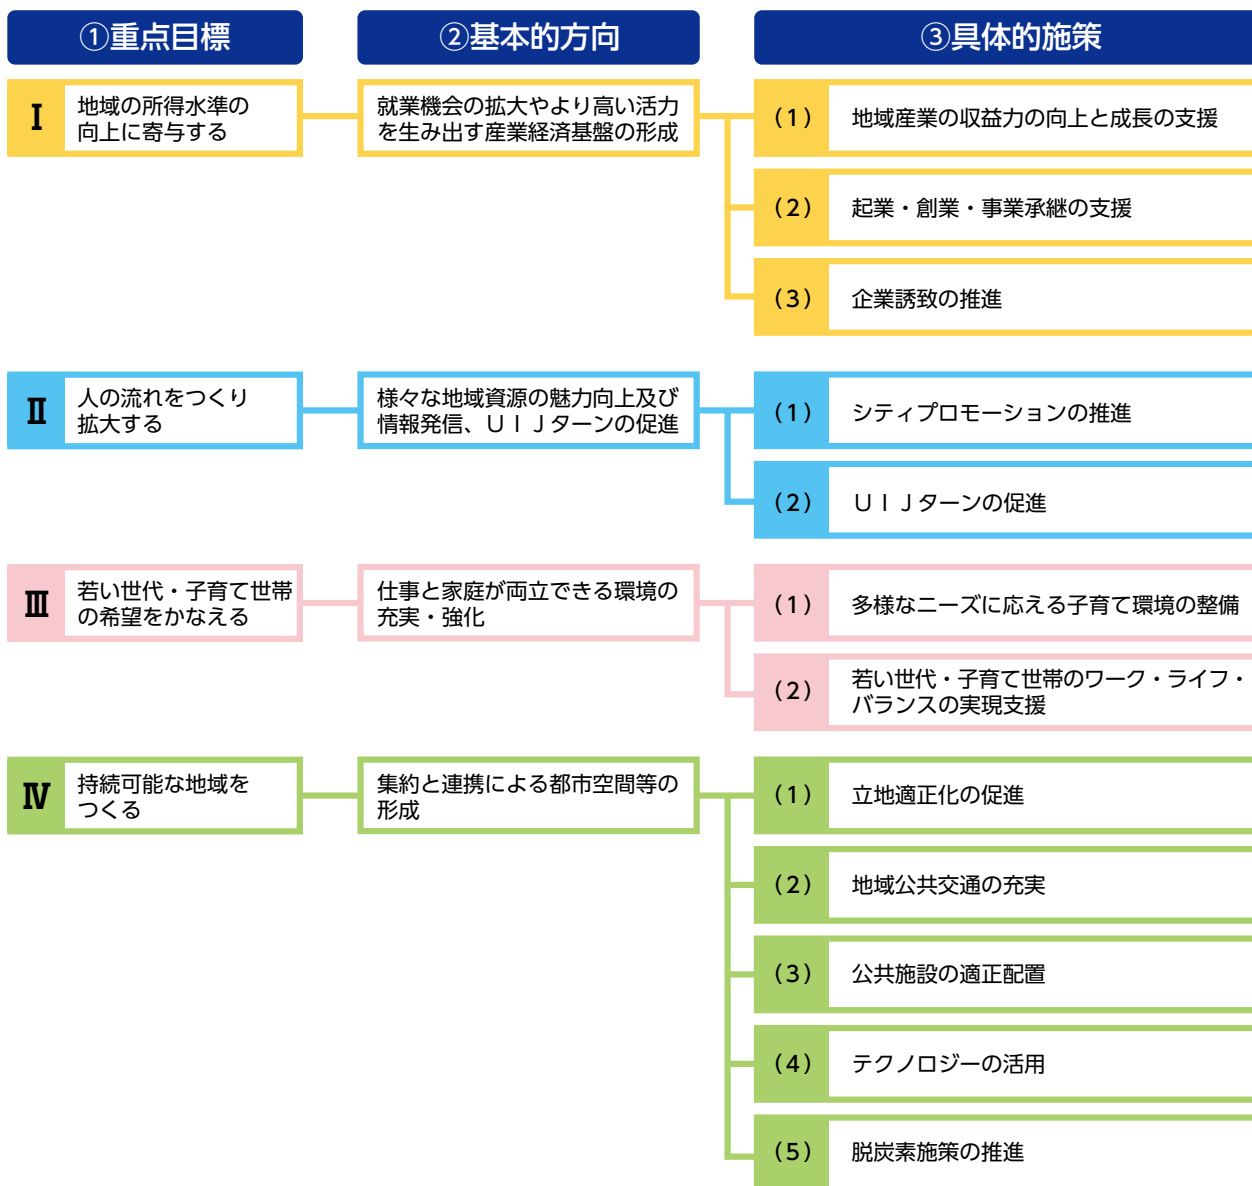 ①重点目標
②基本的方向
③具体的施策
Ⅰ
地域の所得水準の
向上に寄与する
就業機会の拡大やより高い活力
を生み出す産業経済基盤の形成
(1)
地域産業の収益力の向上と成長の支援
(2)
起業・創業・事業承継の支援
(3)
企業誘致の推進
Ⅱ
人の流れをつくり
拡大する
様々な地域資源の魅力向上及び
情報発信、ＵＩＪターンの促進
(1)
シティプロモーションの推進
(2)
ＵＩＪターンの促進
Ⅲ
若い世代・子育て世帯
の希望をかなえる
仕事と家庭が両立できる環境の
充実・強化
(1)
多様なニーズに応える子育て環境の整備
(2)
若い世代・子育て世帯のワーク・ライフ・
バランスの実現支援
Ⅳ
持続可能な地域を
つくる
集約と連携による都市空間等の
形成
(1)
立地適正化の促進
(2)
地域公共交通の充実
(3)
公共施設の適正配置
(4)
テクノロジーの活用
(5)
脱炭素施策の推進